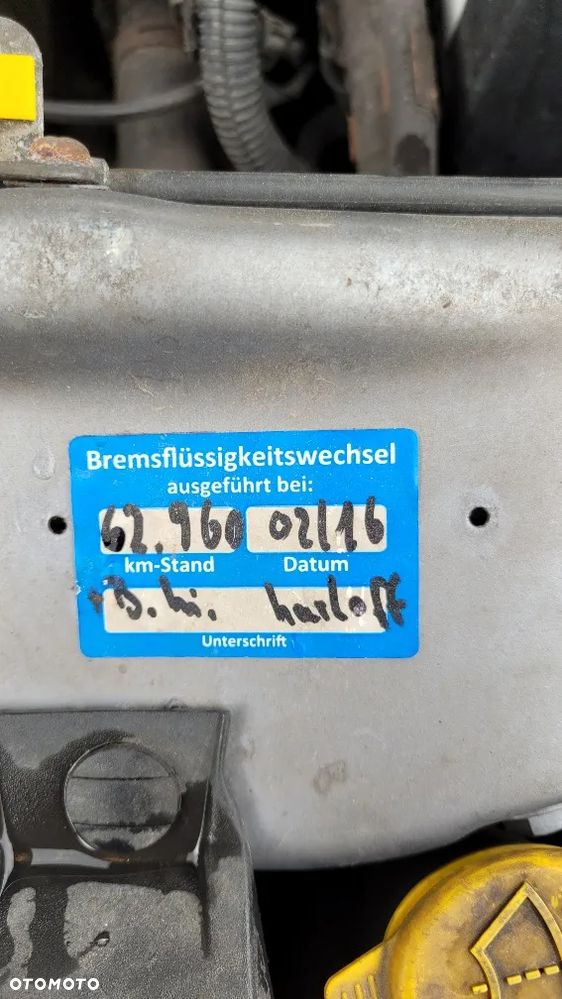 Bremsflüssigkeitswechsel
ausgeführt bei:
62.960 02/16
km-Stand Datum
Unterschrift
OTOMOTO